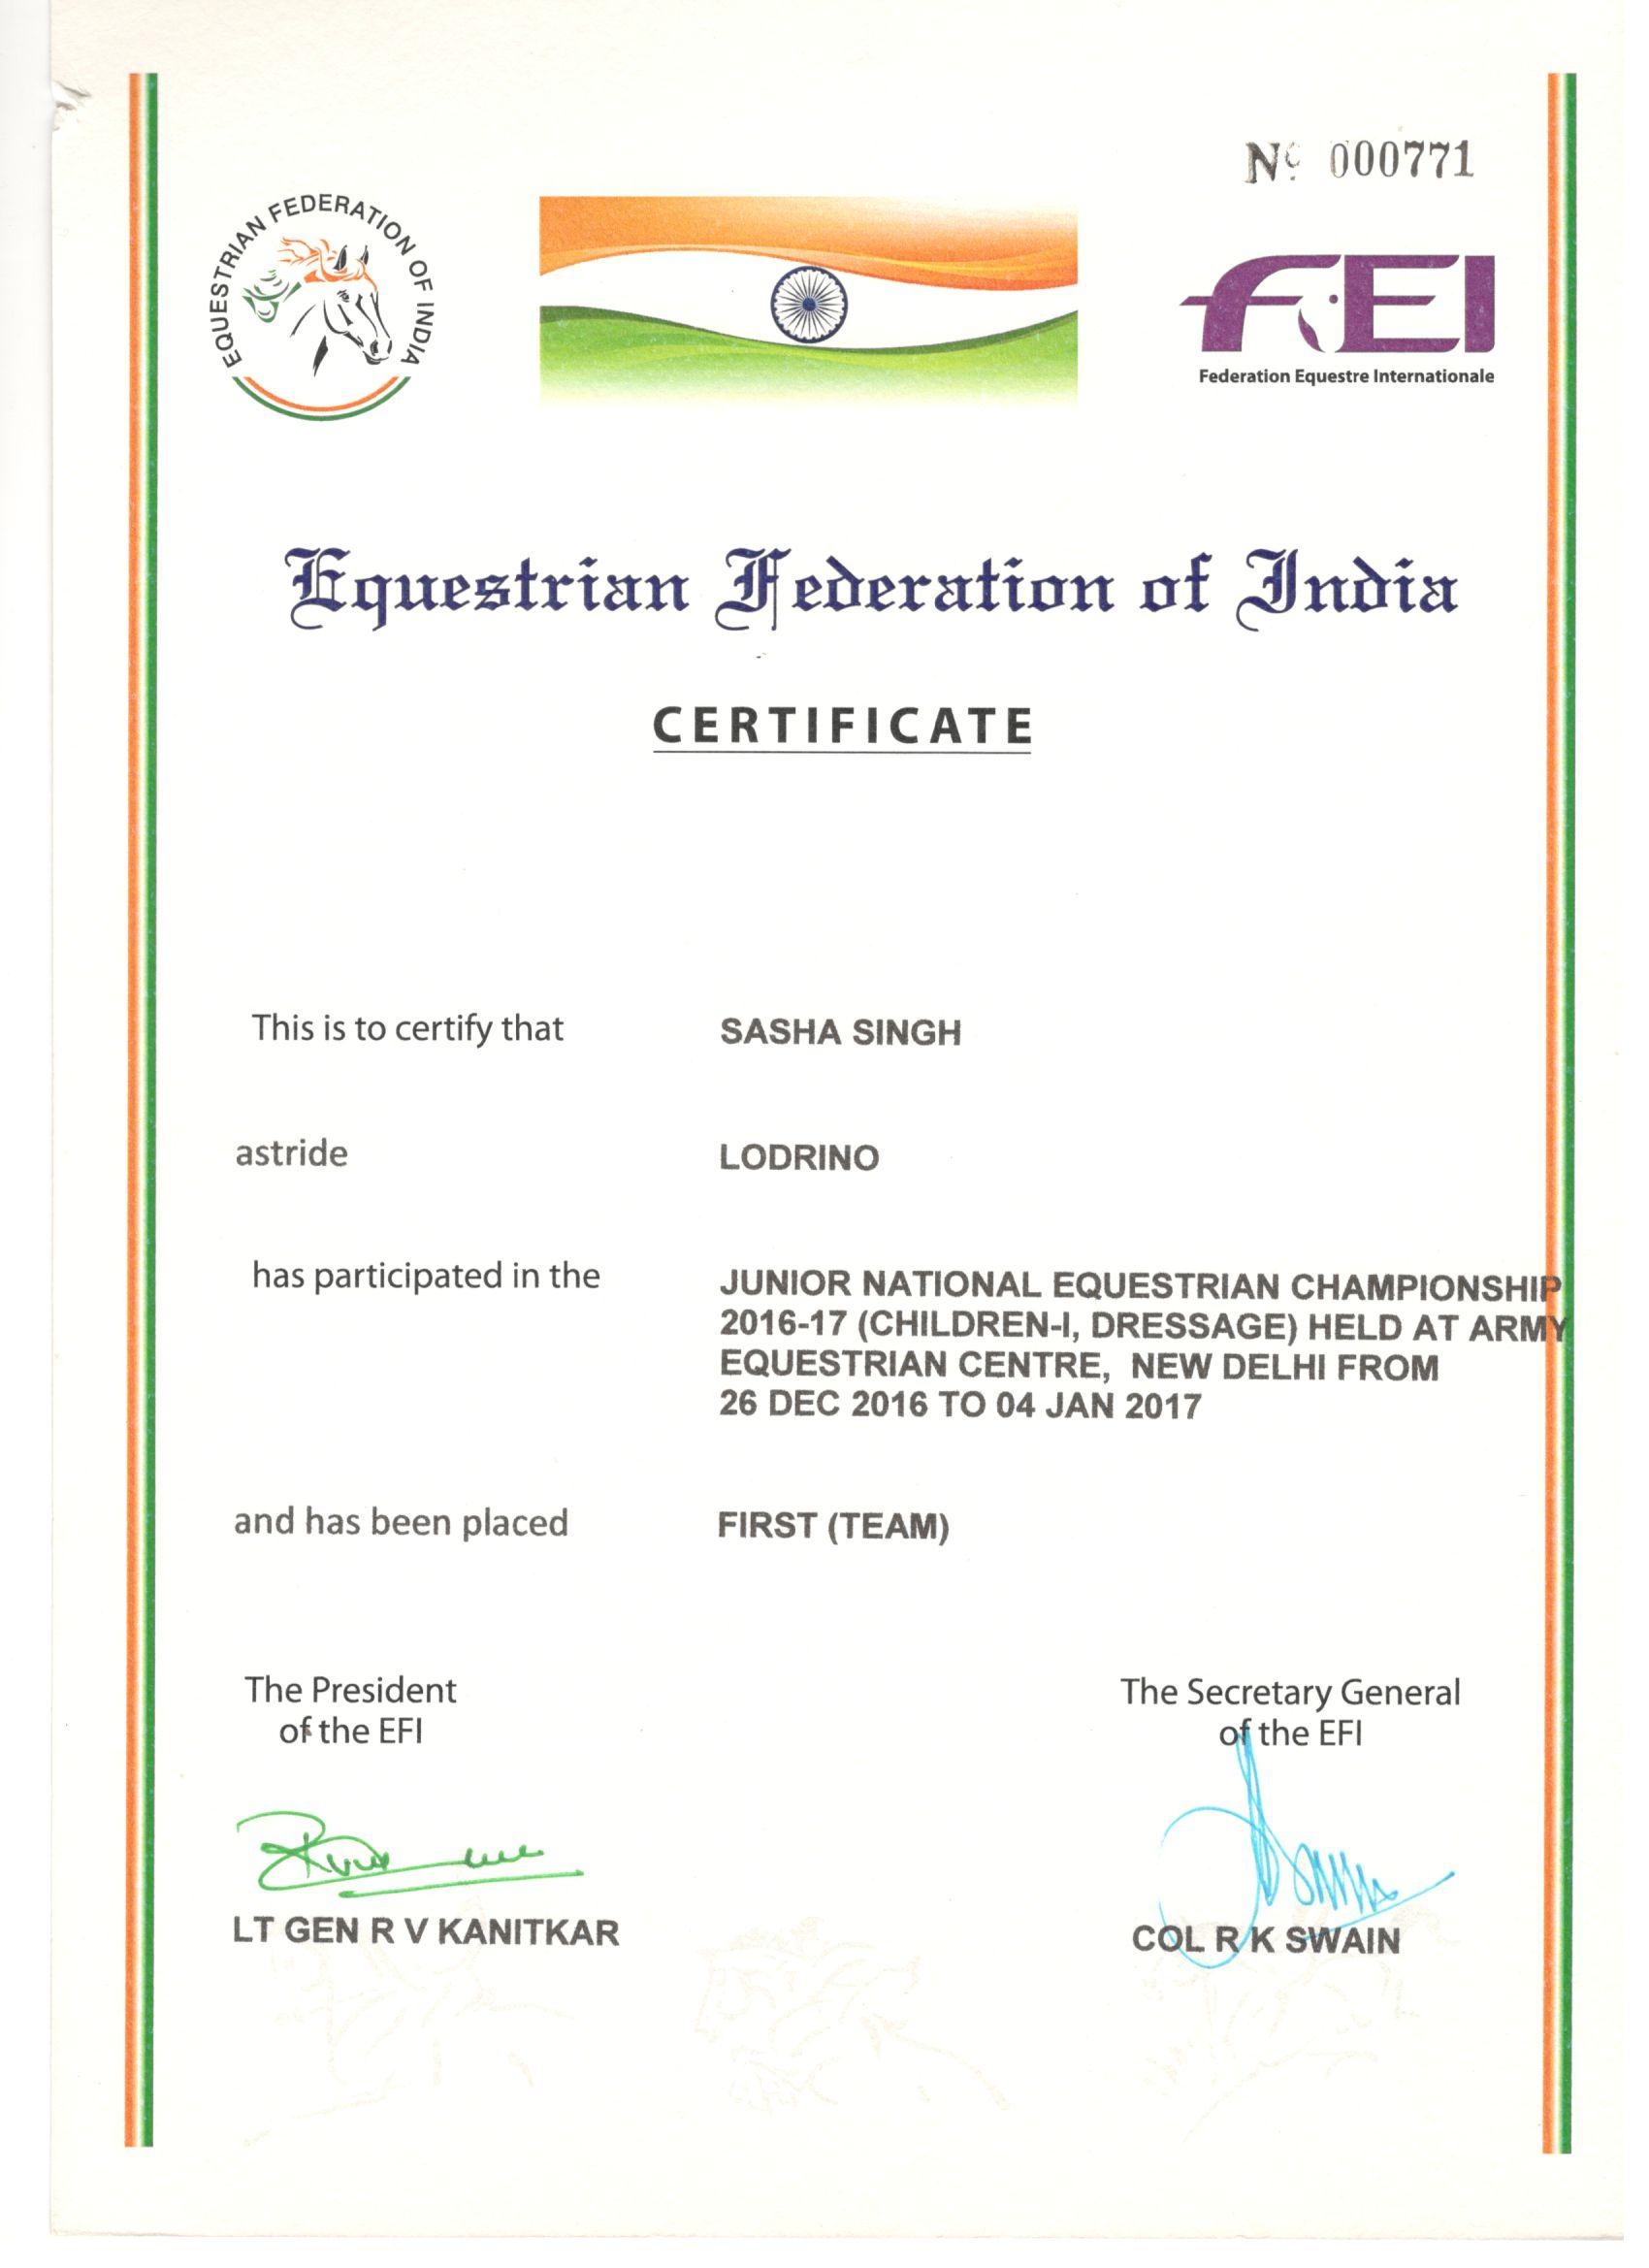 Nº 000771
EQUESTRIAN FEDERATION OF INDIA
FEI
Federation Equestre Internationale
Equestrian Federation of India
CERTIFICATE
This is to certify that SASHA SINGH
astride LODRINO
has participated in the JUNIOR NATIONAL EQUESTRIAN CHAMPIONSHIP
2016-17 (CHILDREN-I, DRESSAGE) HELD AT ARMY
EQUESTRIAN CENTRE, NEW DELHI FROM
26 DEC 2016 TO 04 JAN 2017
and has been placed FIRST (TEAM)
The President
of the EFI
The Secretary General
of the EFI
LT GEN R V KANITKAR
COL R K SWAIN